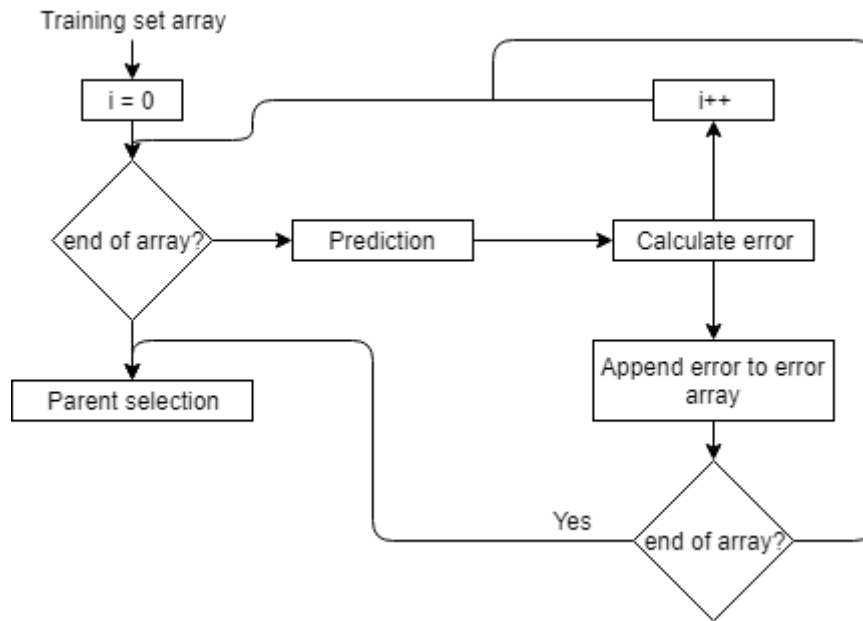 Training set array
i = 0
i++
end of array?
Prediction
Calculate error
Parent selection
Append error to error
array
Yes
end of array?